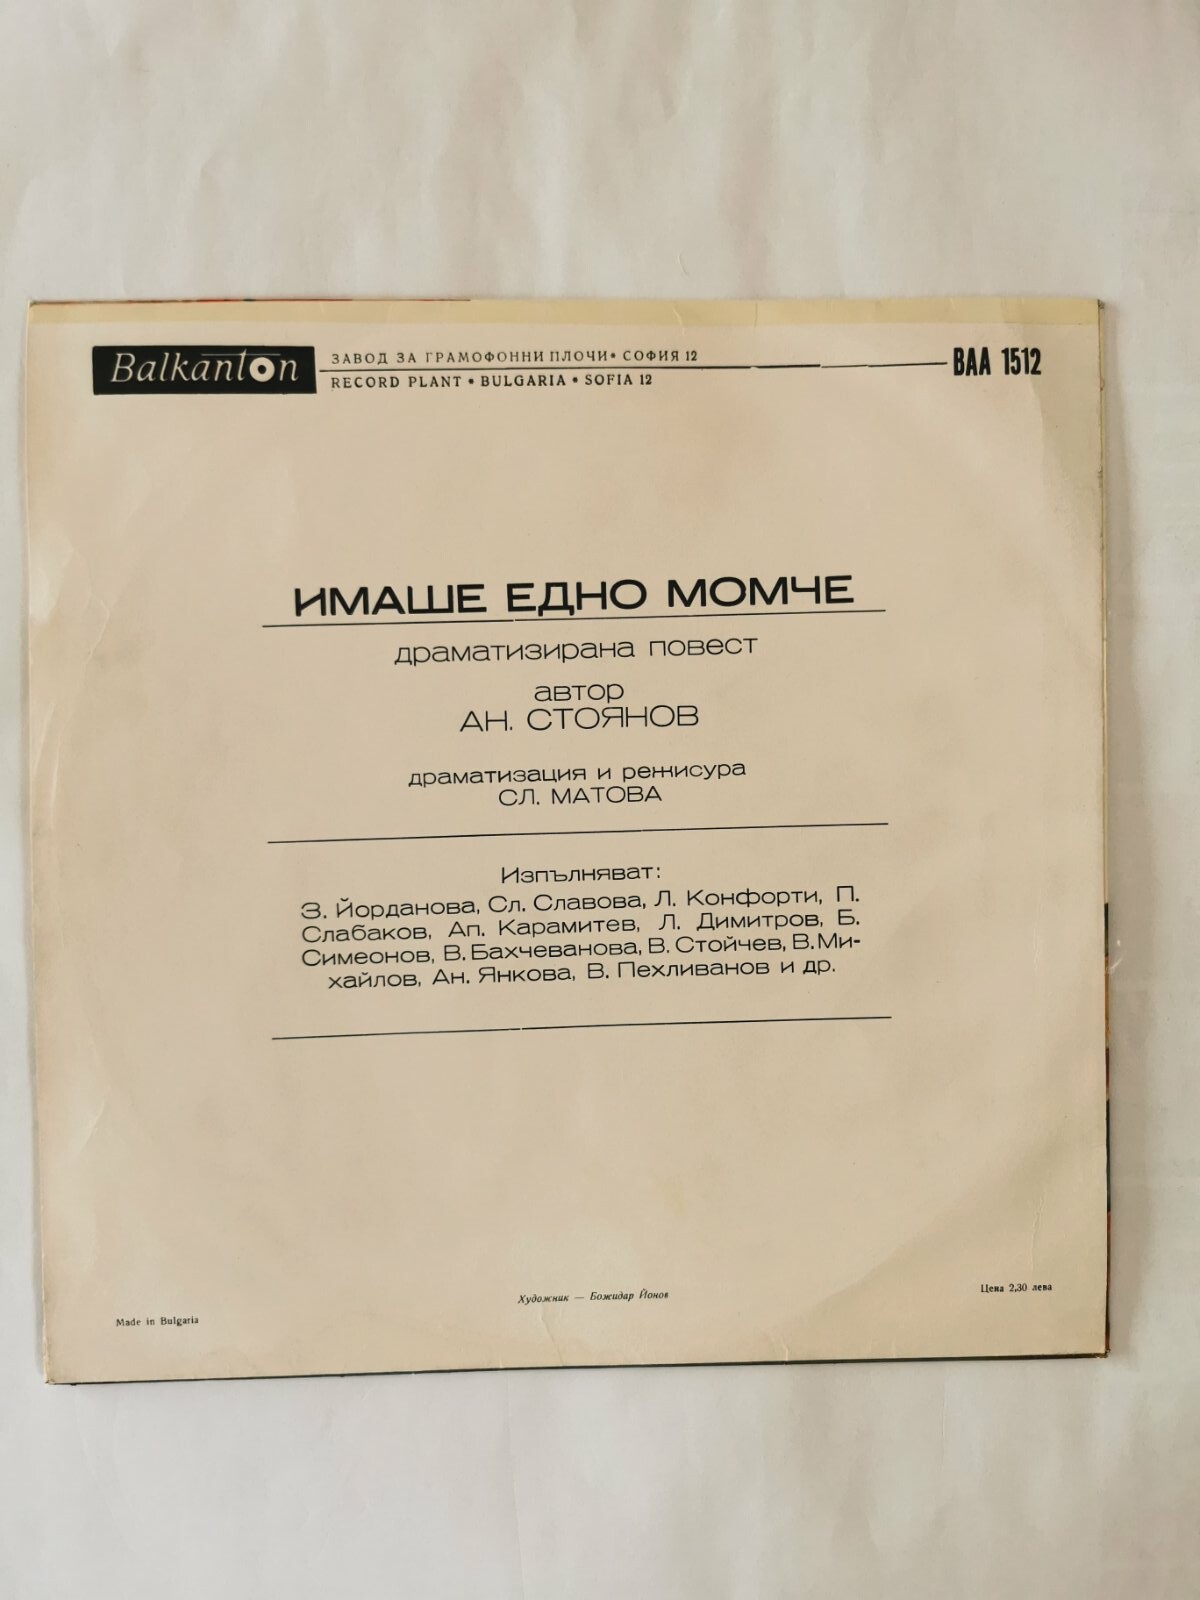 Balkanton
ЗАВОД ЗА ГРАМОФОННИ ПЛОЧИ • СОФИЯ 12
RECORD PLANT • BULGARIA • SOFIA 12
ВАА 1512
ИМАШЕ ЕДНО МОМЧЕ
драматизирана повест
автор
АН. СТОЯНОВ
драматизация и режисура
СЛ. МАТОВА
Изпълняват:
З. Йорданова, Сл. Славова, Л. Конфорти, П.
Слабаков, Ап. Карамитев, Л. Димитров, Б.
Симеонов, В. Бахчеванова, В. Стойчев, В. Ми-
хайлов, Ан. Янкова, В. Пехливанов и др.
Художник — Божидар Йонов
Цена 2,30 лева
Made in Bulgaria